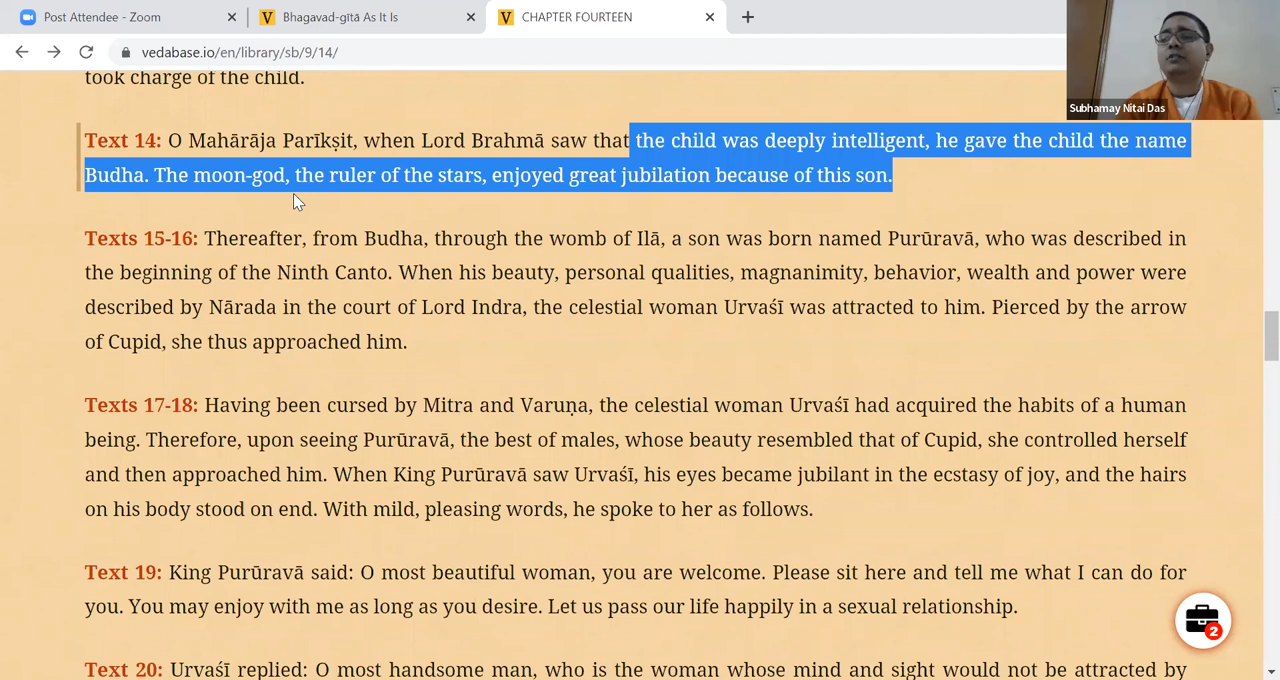 Post Attendee - Zoom
Bhagavad-gītā As It Is
CHAPTER FOURTEEN
vedabase.io/en/library/sb/9/14/
Subhamay Nitai Das
took charge of the child.
Text 14: O Mahārāja Parīkṣit, when Lord Brahmā saw that the child was deeply intelligent, he gave the child the name
Budha. The moon-god, the ruler of the stars, enjoyed great jubilation because of this son.
Texts 15-16: Thereafter, from Budha, through the womb of Ilā, a son was born named Purūravā, who was described in
the beginning of the Ninth Canto. When his beauty, personal qualities, magnanimity, behavior, wealth and power were
described by Nārada in the court of Lord Indra, the celestial woman Urvaśī was attracted to him. Pierced by the arrow
of Cupid, she thus approached him.
Texts 17-18: Having been cursed by Mitra and Varuṇa, the celestial woman Urvaśī had acquired the habits of a human
being. Therefore, upon seeing Purūravā, the best of males, whose beauty resembled that of Cupid, she controlled herself
and then approached him. When King Purūravā saw Urvaśī, his eyes became jubilant in the ecstasy of joy, and the hairs
on his body stood on end. With mild, pleasing words, he spoke to her as follows.
Text 19: King Purūravā said: O most beautiful woman, you are welcome. Please sit here and tell me what I can do for
you. You may enjoy with me as long as you desire. Let us pass our life happily in a sexual relationship.
2
Text 20: Urvaśī replied: O most handsome man, who is the woman whose mind and sight would not be attracted by